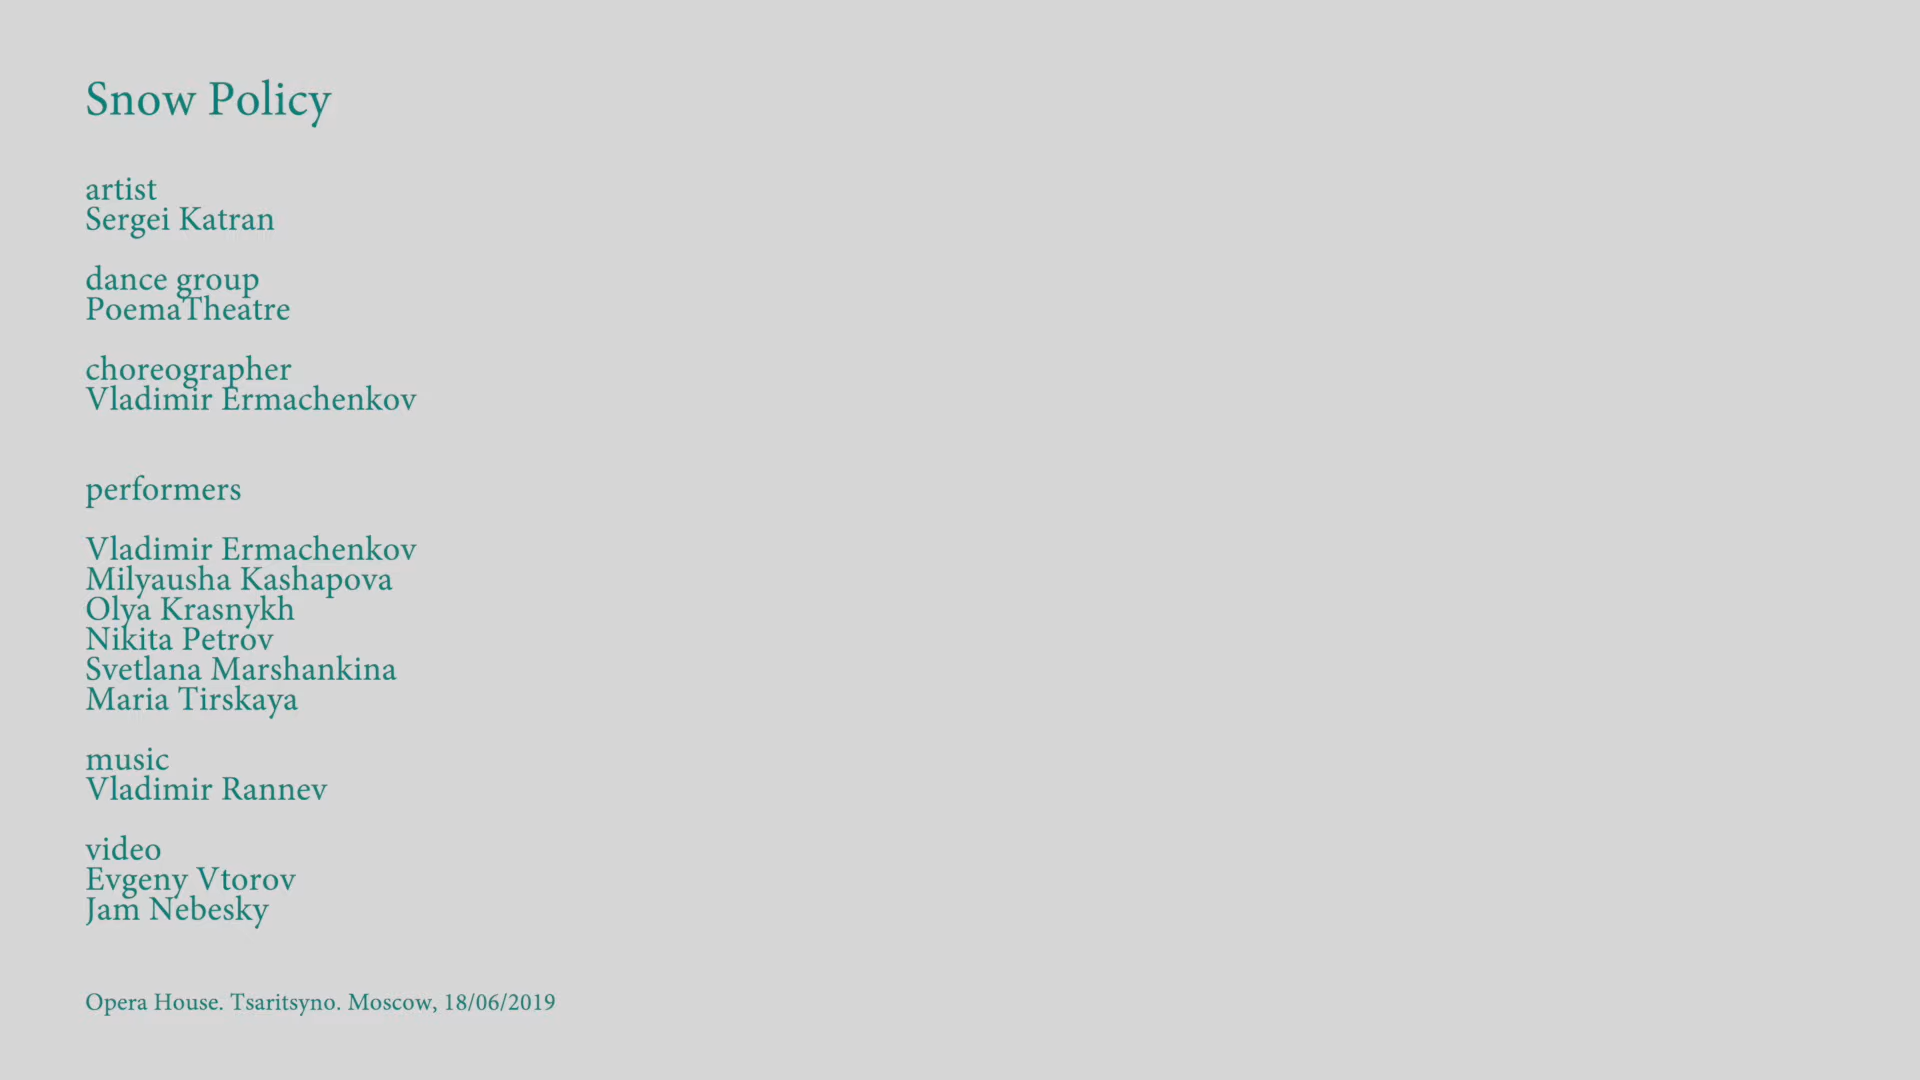 Snow Policy
artist
Sergei Katran
dance group
PoemaTheatre
choreographer
Vladimir Ermachenkov
performers
Vladimir Ermachenkov
Milyausha Kashapova
Olya Krasnykh
Nikita Petrov
Svetlana Marshankina
Maria Tirskaya
music
Vladimir Rannev
video
Evgeny Vtorov
Jam Nebesky
Opera House. Tsaritsyno. Moscow, 18/06/2019